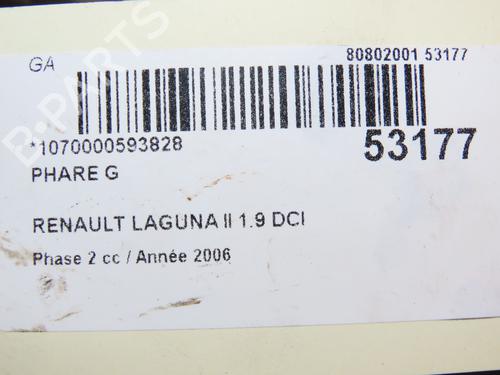 GA
80802001 53177
*1070000593828
53177
PHARE G
RENAULT LAGUNA II 1.9 DCI
Phase 2 cc / Année 2006
B-PARTS